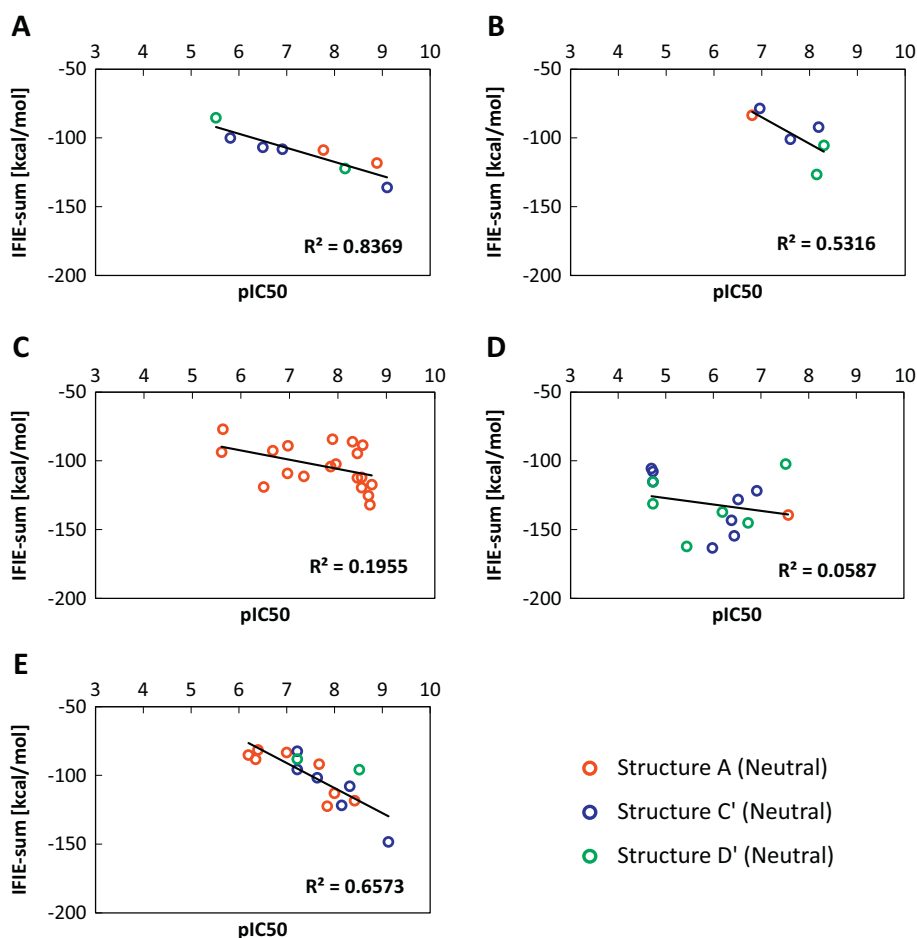 A
3 4 5 6 7 8 9 10
-50
-100
-150
-200
IFIE-sum [kcal/mol]
R² = 0.8369
pIC50
B
3 4 5 6 7 8 9 10
-50
-100
-150
-200
IFIE-sum [kcal/mol]
R² = 0.5316
pIC50
C
3 4 5 6 7 8 9 10
-50
-100
-150
-200
IFIE-sum [kcal/mol]
R² = 0.1955
pIC50
D
3 4 5 6 7 8 9 10
-50
-100
-150
-200
IFIE-sum [kcal/mol]
R² = 0.0587
pIC50
E
3 4 5 6 7 8 9 10
-50
-100
-150
-200
IFIE-sum [kcal/mol]
R² = 0.6573
pIC50
Structure A (Neutral)
Structure C' (Neutral)
Structure D' (Neutral)